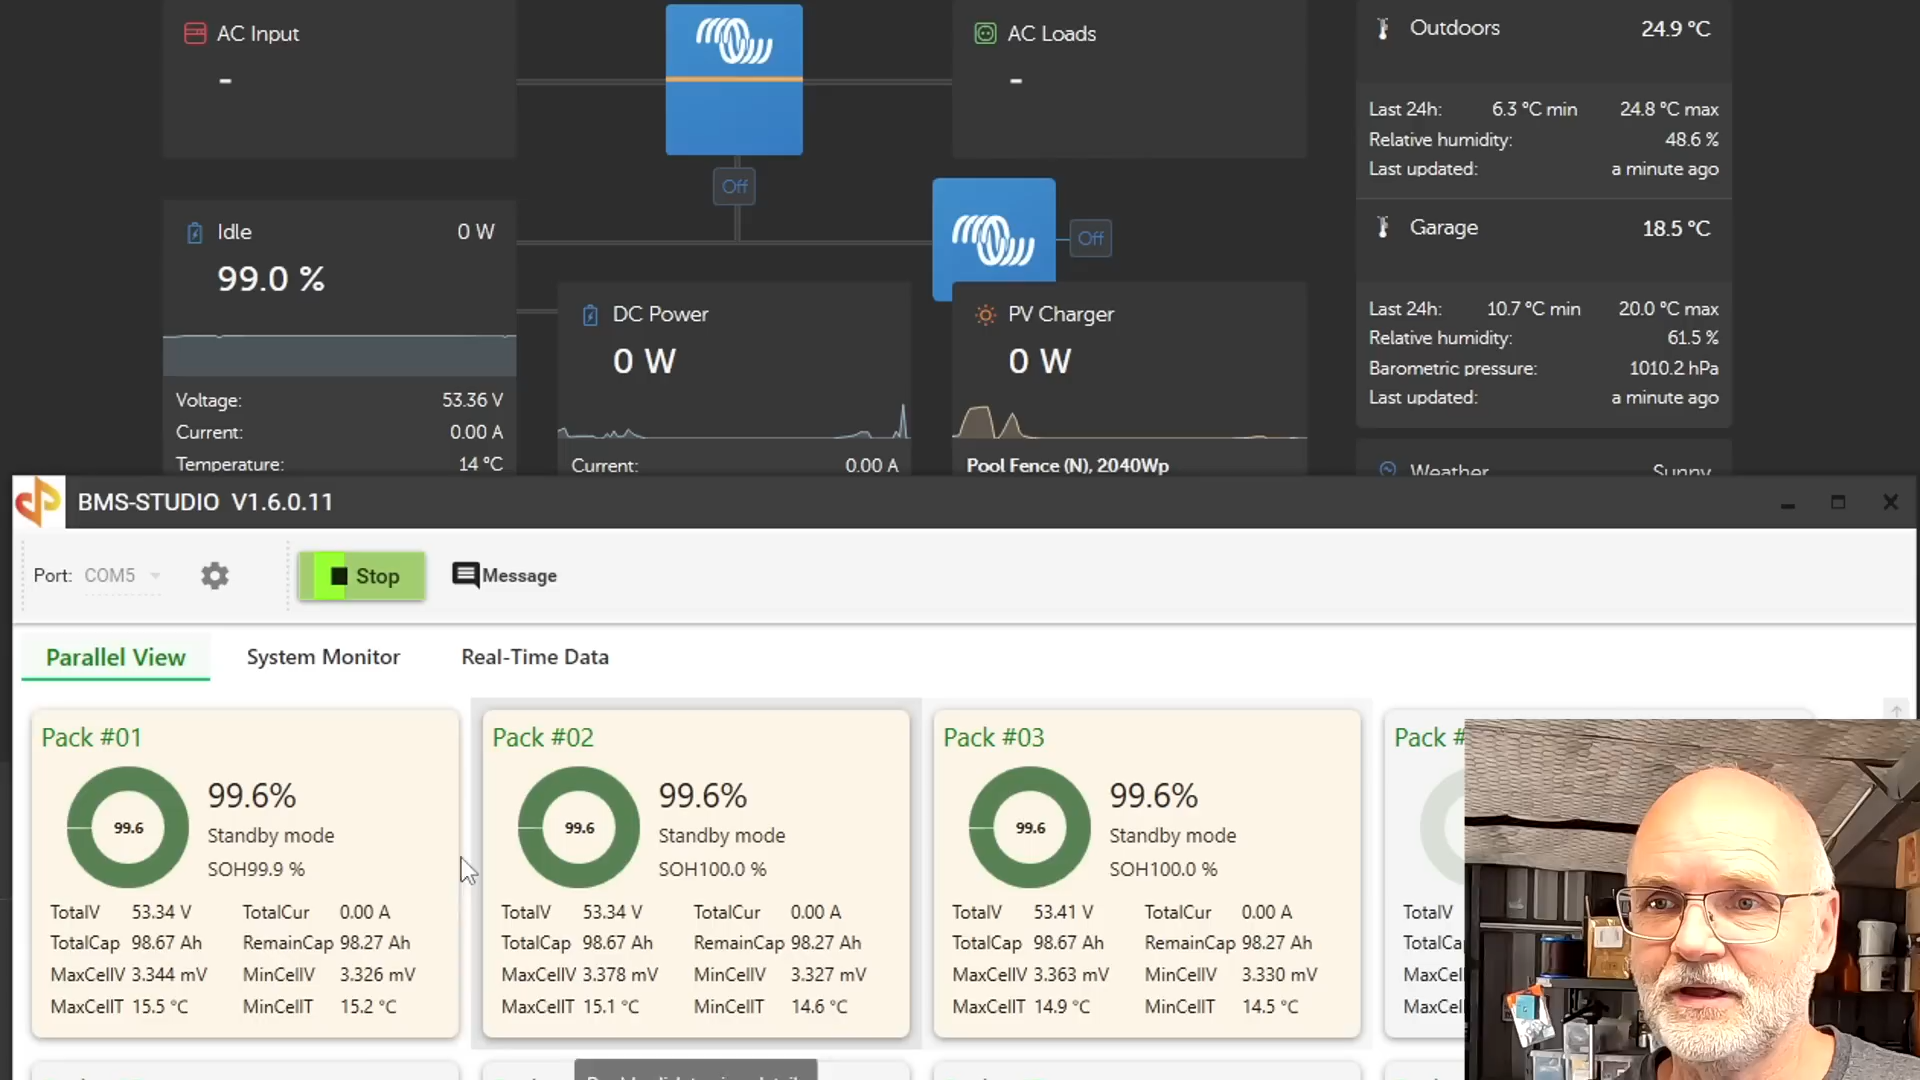 AC Input
-
AC Loads
-
Off
Off
Idle 0 W
99.0 %
Voltage: 53.36 V
Current: 0.00 A
Temperature: 14 °C
DC Power
0 W
Current: 0.00 A
PV Charger
0 W
Pool Fence (N), 2040Wp
Outdoors 24.9 °C
Last 24h: 6.3 °C min 24.8 °C max
Relative humidity: 48.6 %
Last updated: a minute ago
Garage 18.5 °C
Last 24h: 10.7 °C min 20.0 °C max
Relative humidity: 61.5 %
Barometric pressure: 1010.2 hPa
Last updated: a minute ago
Weather Sunny
BMS-STUDIO V1.6.0.11
Port: COM5
Stop
Message
Parallel View System Monitor Real-Time Data
Pack #01
99.6
99.6%
Standby mode
SOH99.9 %
TotalV 53.34 V TotalCur 0.00 A
TotalCap 98.67 Ah RemainCap 98.27 Ah
MaxCellV 3.344 mV MinCellV 3.326 mV
MaxCellT 15.5 °C MinCellT 15.2 °C
Pack #02
99.6
99.6%
Standby mode
SOH100.0 %
TotalV 53.34 V TotalCur 0.00 A
TotalCap 98.67 Ah RemainCap 98.27 Ah
MaxCellV 3.378 mV MinCellV 3.327 mV
MaxCellT 15.1 °C MinCellT 14.6 °C
Pack #03
99.6
99.6%
Standby mode
SOH100.0 %
TotalV 53.41 V TotalCur 0.00 A
TotalCap 98.67 Ah RemainCap 98.27 Ah
MaxCellV 3.363 mV MinCellV 3.330 mV
MaxCellT 14.9 °C MinCellT 14.5 °C
Pack #
TotalV
TotalCa
MaxCel
MaxCel